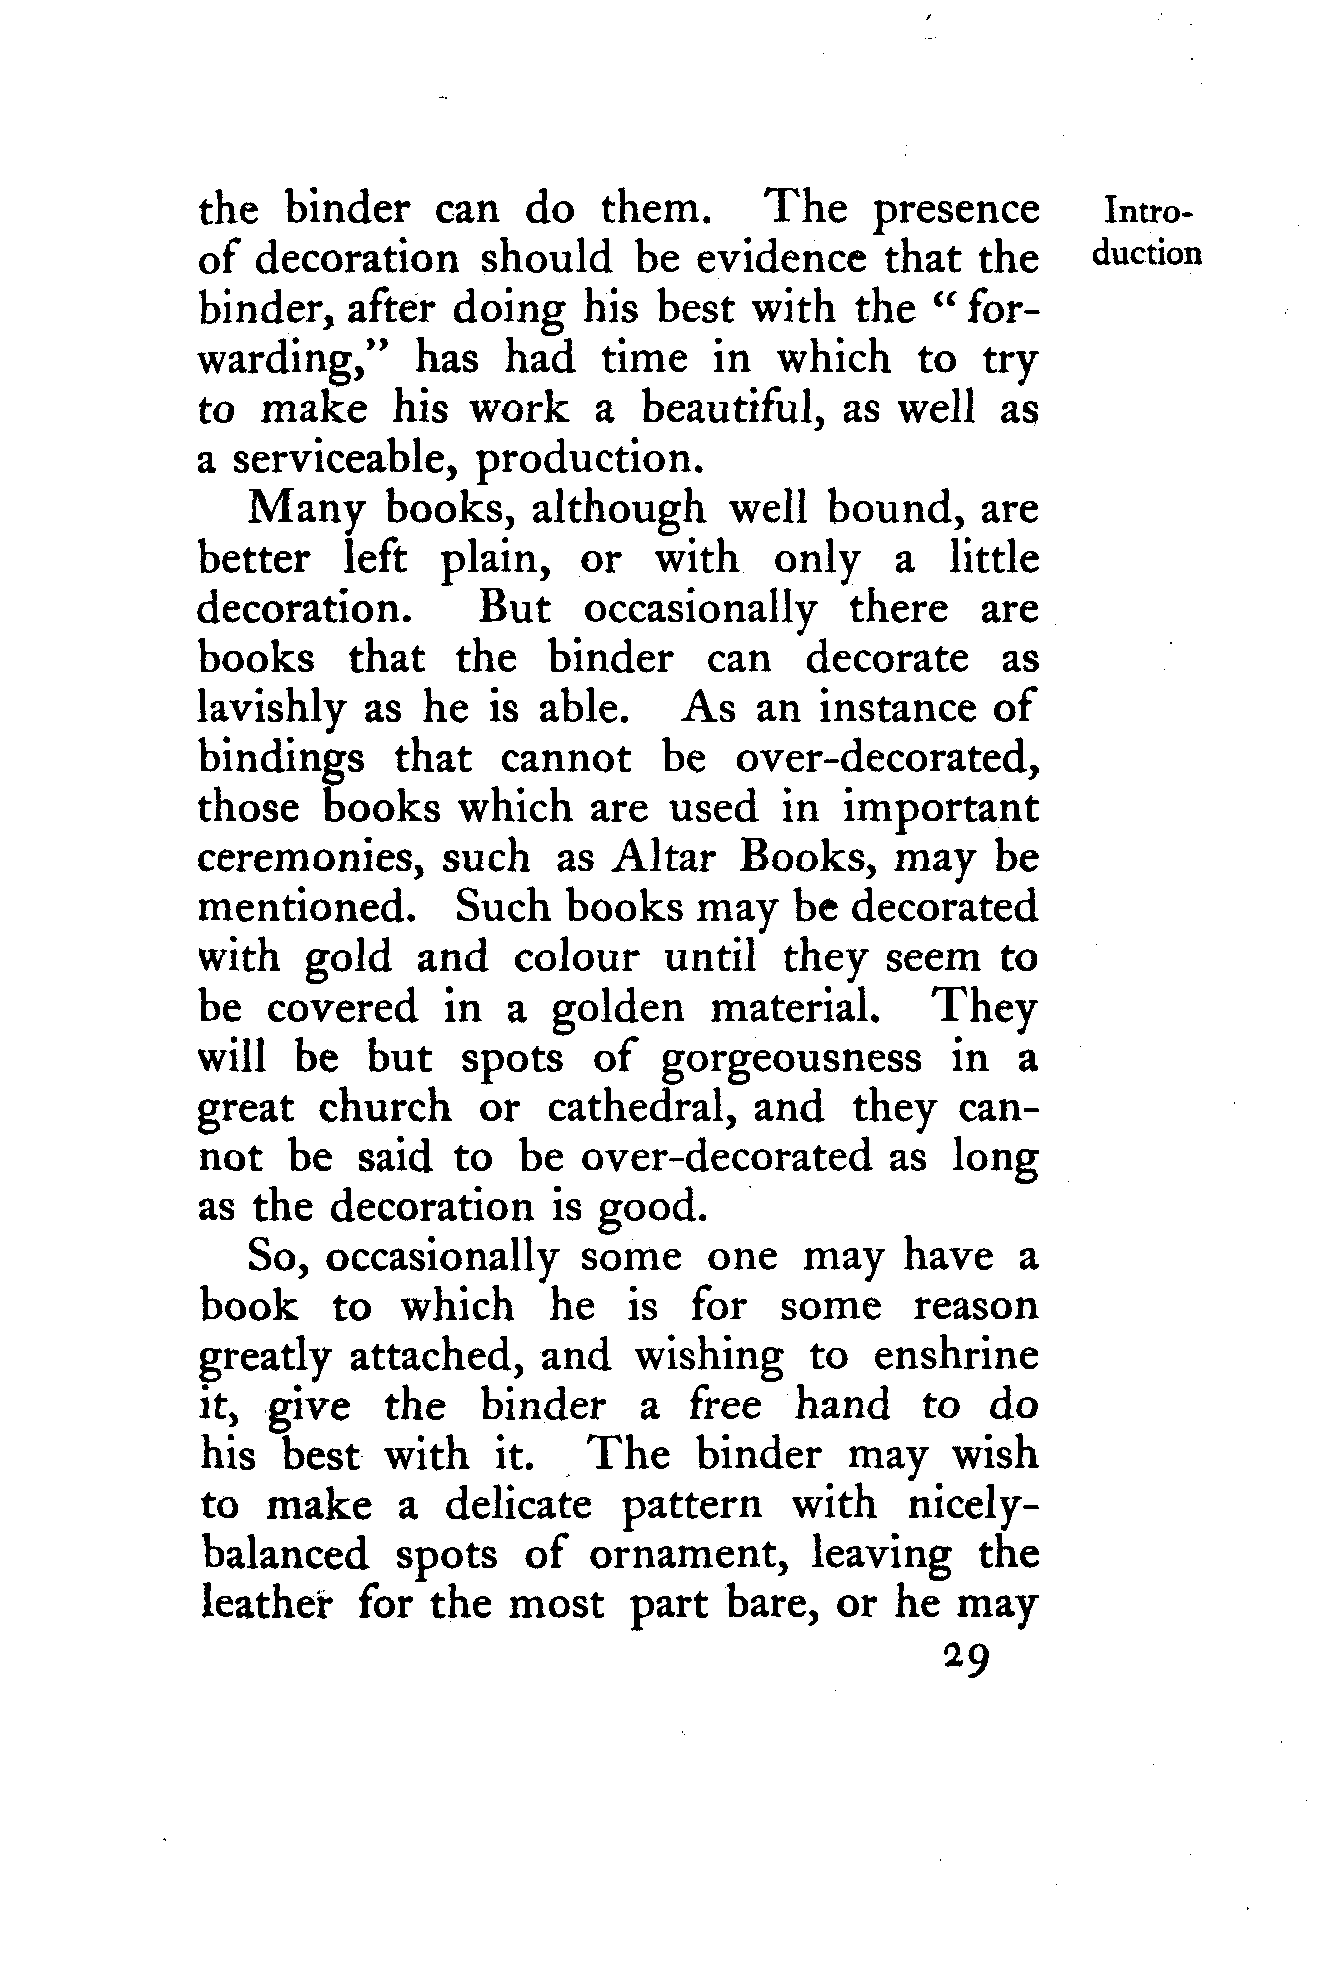 the binder can do them. The presence
of decoration should be evidence that the
binder, after doing his best with the “for-
warding,” has had time in which to try
to make his work a beautiful, as well as
a serviceable, production.
Many books, although well bound, are
better left plain, or with only a little
decoration. But occasionally there are
books that the binder can decorate as
lavishly as he is able. As an instance of
bindings that cannot be over-decorated,
those books which are used in important
ceremonies, such as Altar Books, may be
mentioned. Such books may be decorated
with gold and colour until they seem to
be covered in a golden material. They
will be but spots of gorgeousness in a
great church or cathedral, and they can-
not be said to be over-decorated as long
as the decoration is good.
So, occasionally some one may have a
book to which he is for some reason
greatly attached, and wishing to enshrine
it, give the binder a free hand to do
his best with it. The binder may wish
to make a delicate pattern with nicely-
balanced spots of ornament, leaving the
leather for the most part bare, or he may
29
Intro-
duction